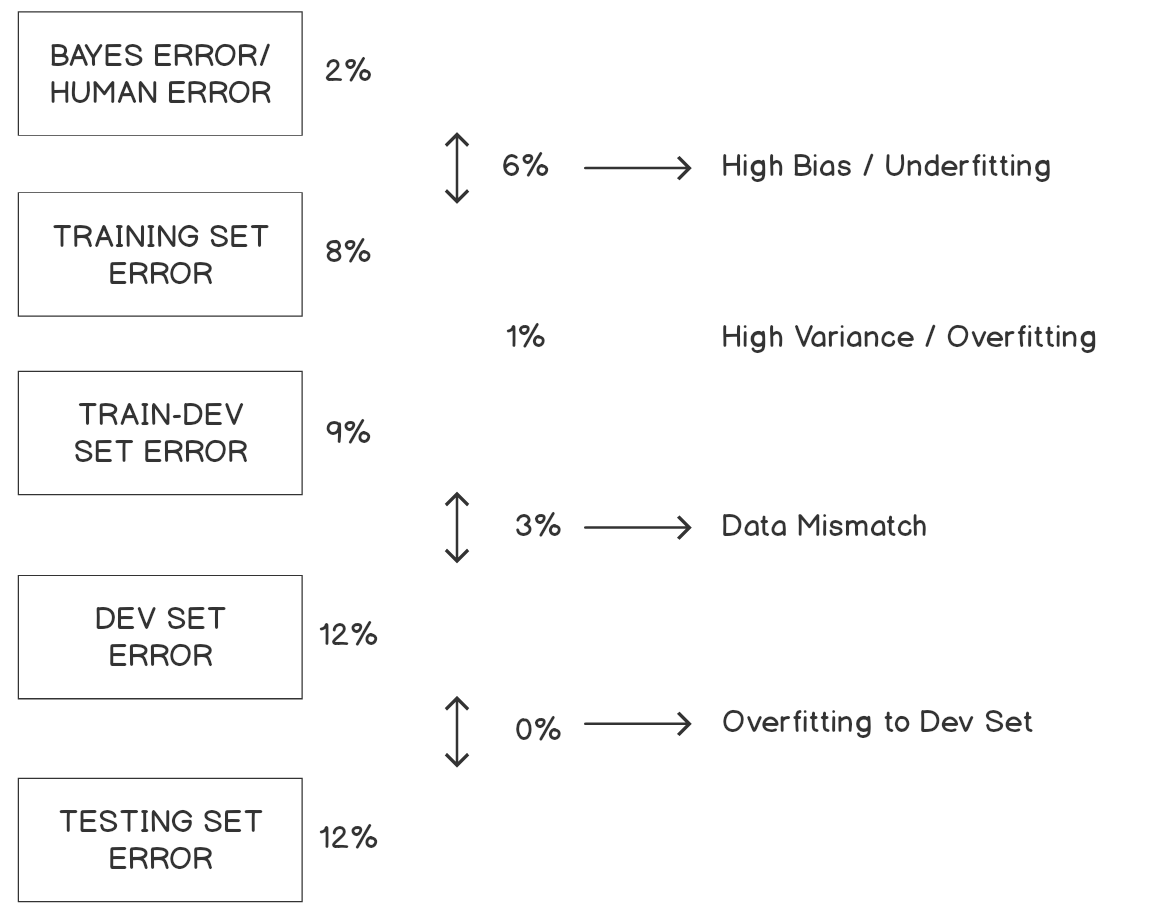 BAYES ERROR/
HUMAN ERROR
2%
6%
High Bias / Underfitting
TRAINING SET
ERROR
8%
1%
High Variance / Overfitting
TRAIN-DEV
SET ERROR
9%
3%
Data Mismatch
DEV SET
ERROR
12%
0%
Overfitting to Dev Set
TESTING SET
ERROR
12%